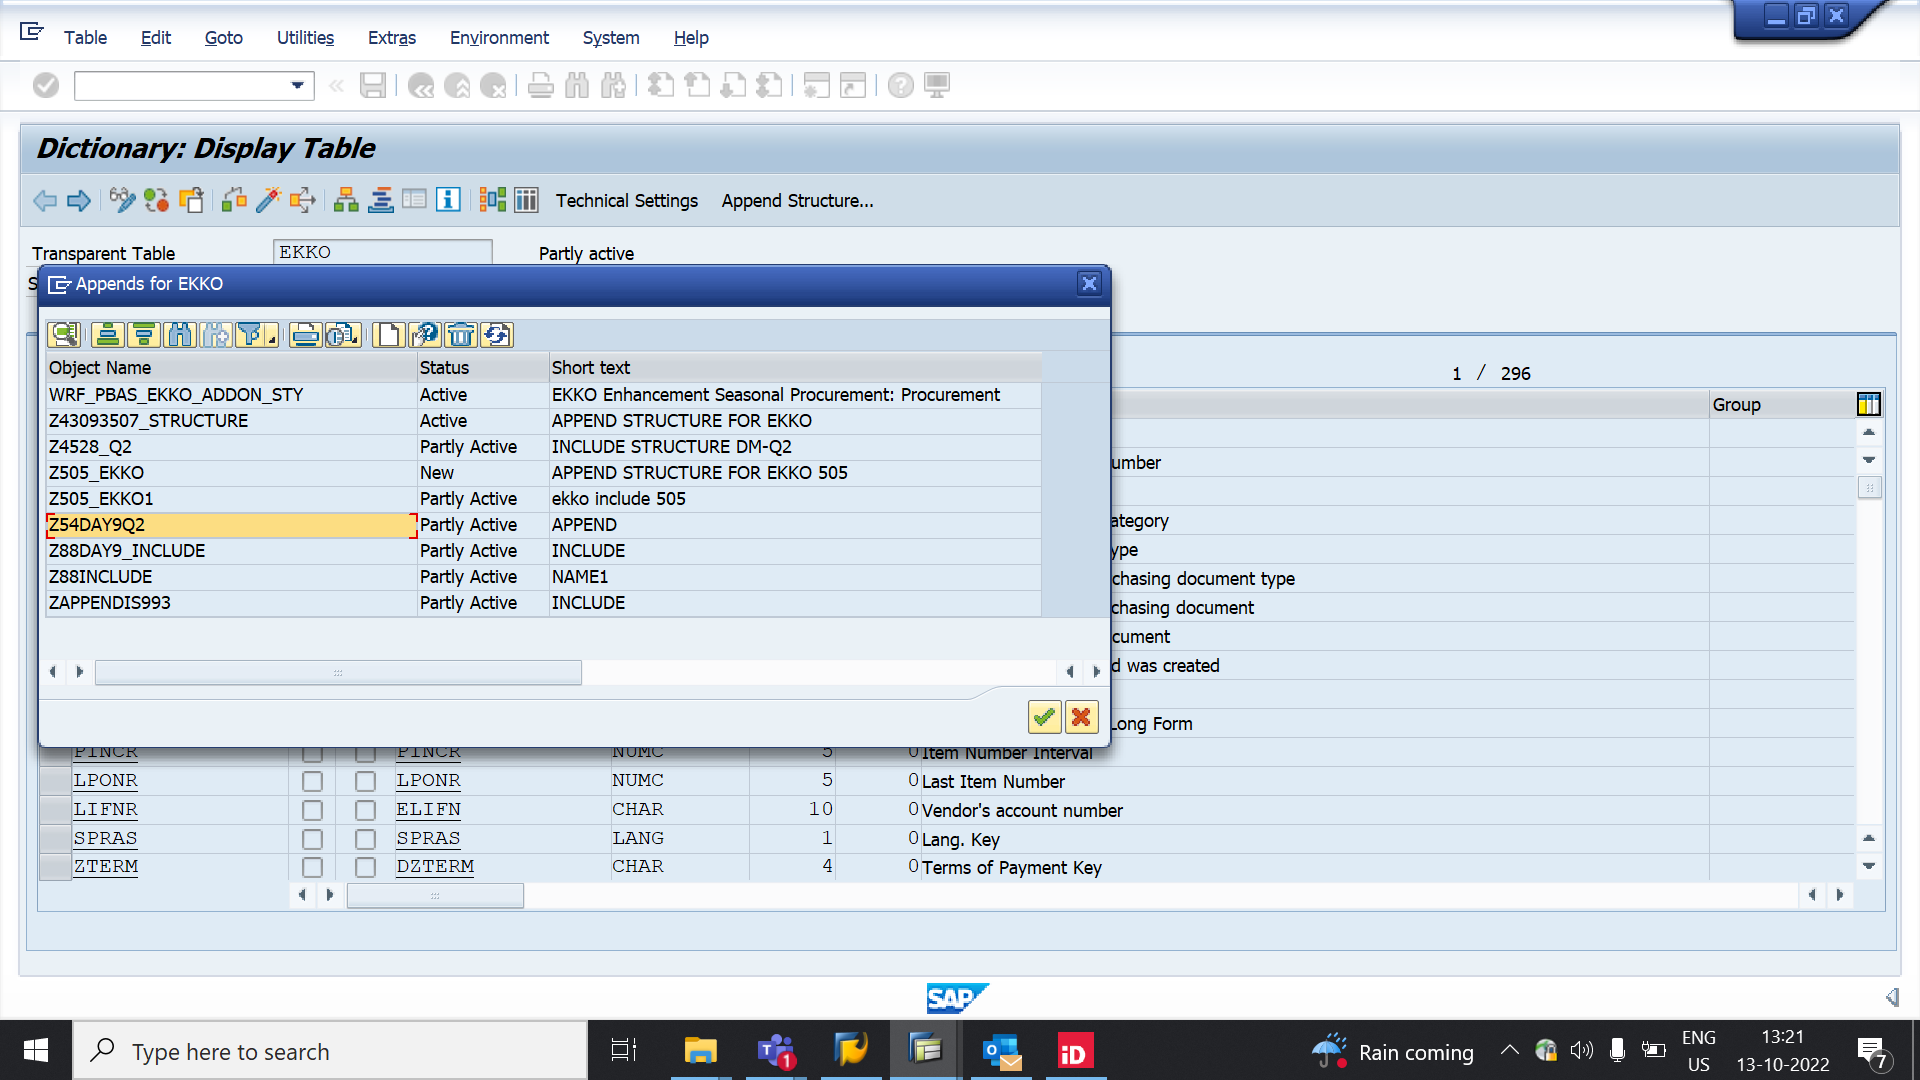 Table Edit Goto Utilities Extras Environment System Help
Dictionary: Display Table
Technical Settings Append Structure...
Transparent Table EKKO Partly active
S
Appends for EKKO
1 / 296
Object Name Status Short text
Group
WRF_PBAS_EKKO_ADDON_STY Active EKKO Enhancement Seasonal Procurement: Procurement
Z43093507_STRUCTURE Active APPEND STRUCTURE FOR EKKO
Z4528_Q2 Partly Active INCLUDE STRUCTURE DM-Q2
Z505_EKKO New APPEND STRUCTURE FOR EKKO 505
Z505_EKKO1 Partly Active ekko include 505
Z54DAY9Q2 Partly Active APPEND
Z88DAY9_INCLUDE Partly Active INCLUDE
Z88INCLUDE Partly Active NAME1
ZAPPENDIS993 Partly Active INCLUDE
umber
ategory
ype
chasing document type
chasing document
cument
d was created
Long Form
PINCR PINCR NUMC 5 0 Item Number Interval
LPONR LPONR NUMC 5 0 Last Item Number
LIFNR ELIFN CHAR 10 0 Vendor's account number
SPRAS SPRAS LANG 1 0 Lang. Key
ZTERM DZTERM CHAR 4 0 Terms of Payment Key
SAP
Type here to search
T 1
iD
Rain coming
ENG
US
13:21
13-10-2022
7